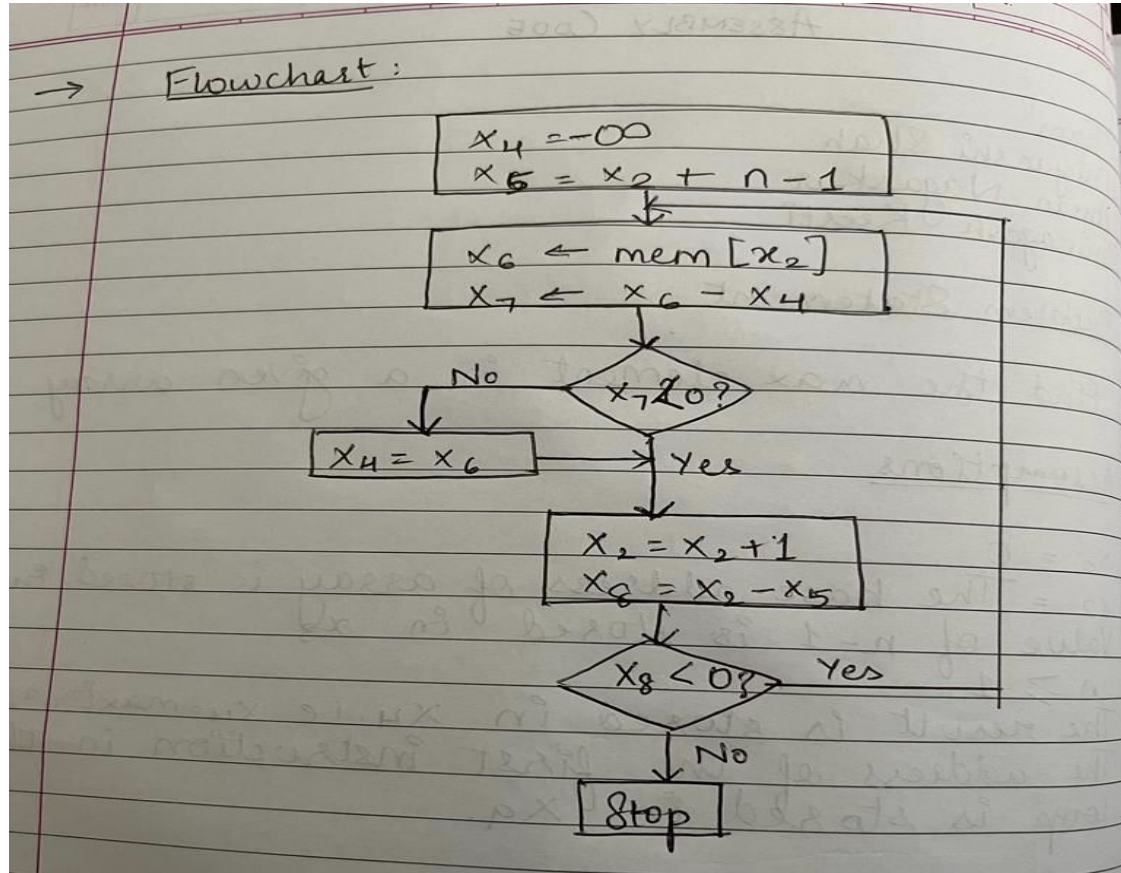 → Flowchart:
x4 = -∞
x5 = x2 + n - 1
x6 ← mem [x2]
x7 ← x6 - x4
No
x7 < 0?
x4 = x6
Yes
x2 = x2 + 1
x8 = x2 - x5
x8 < 0?
Yes
No
Stop